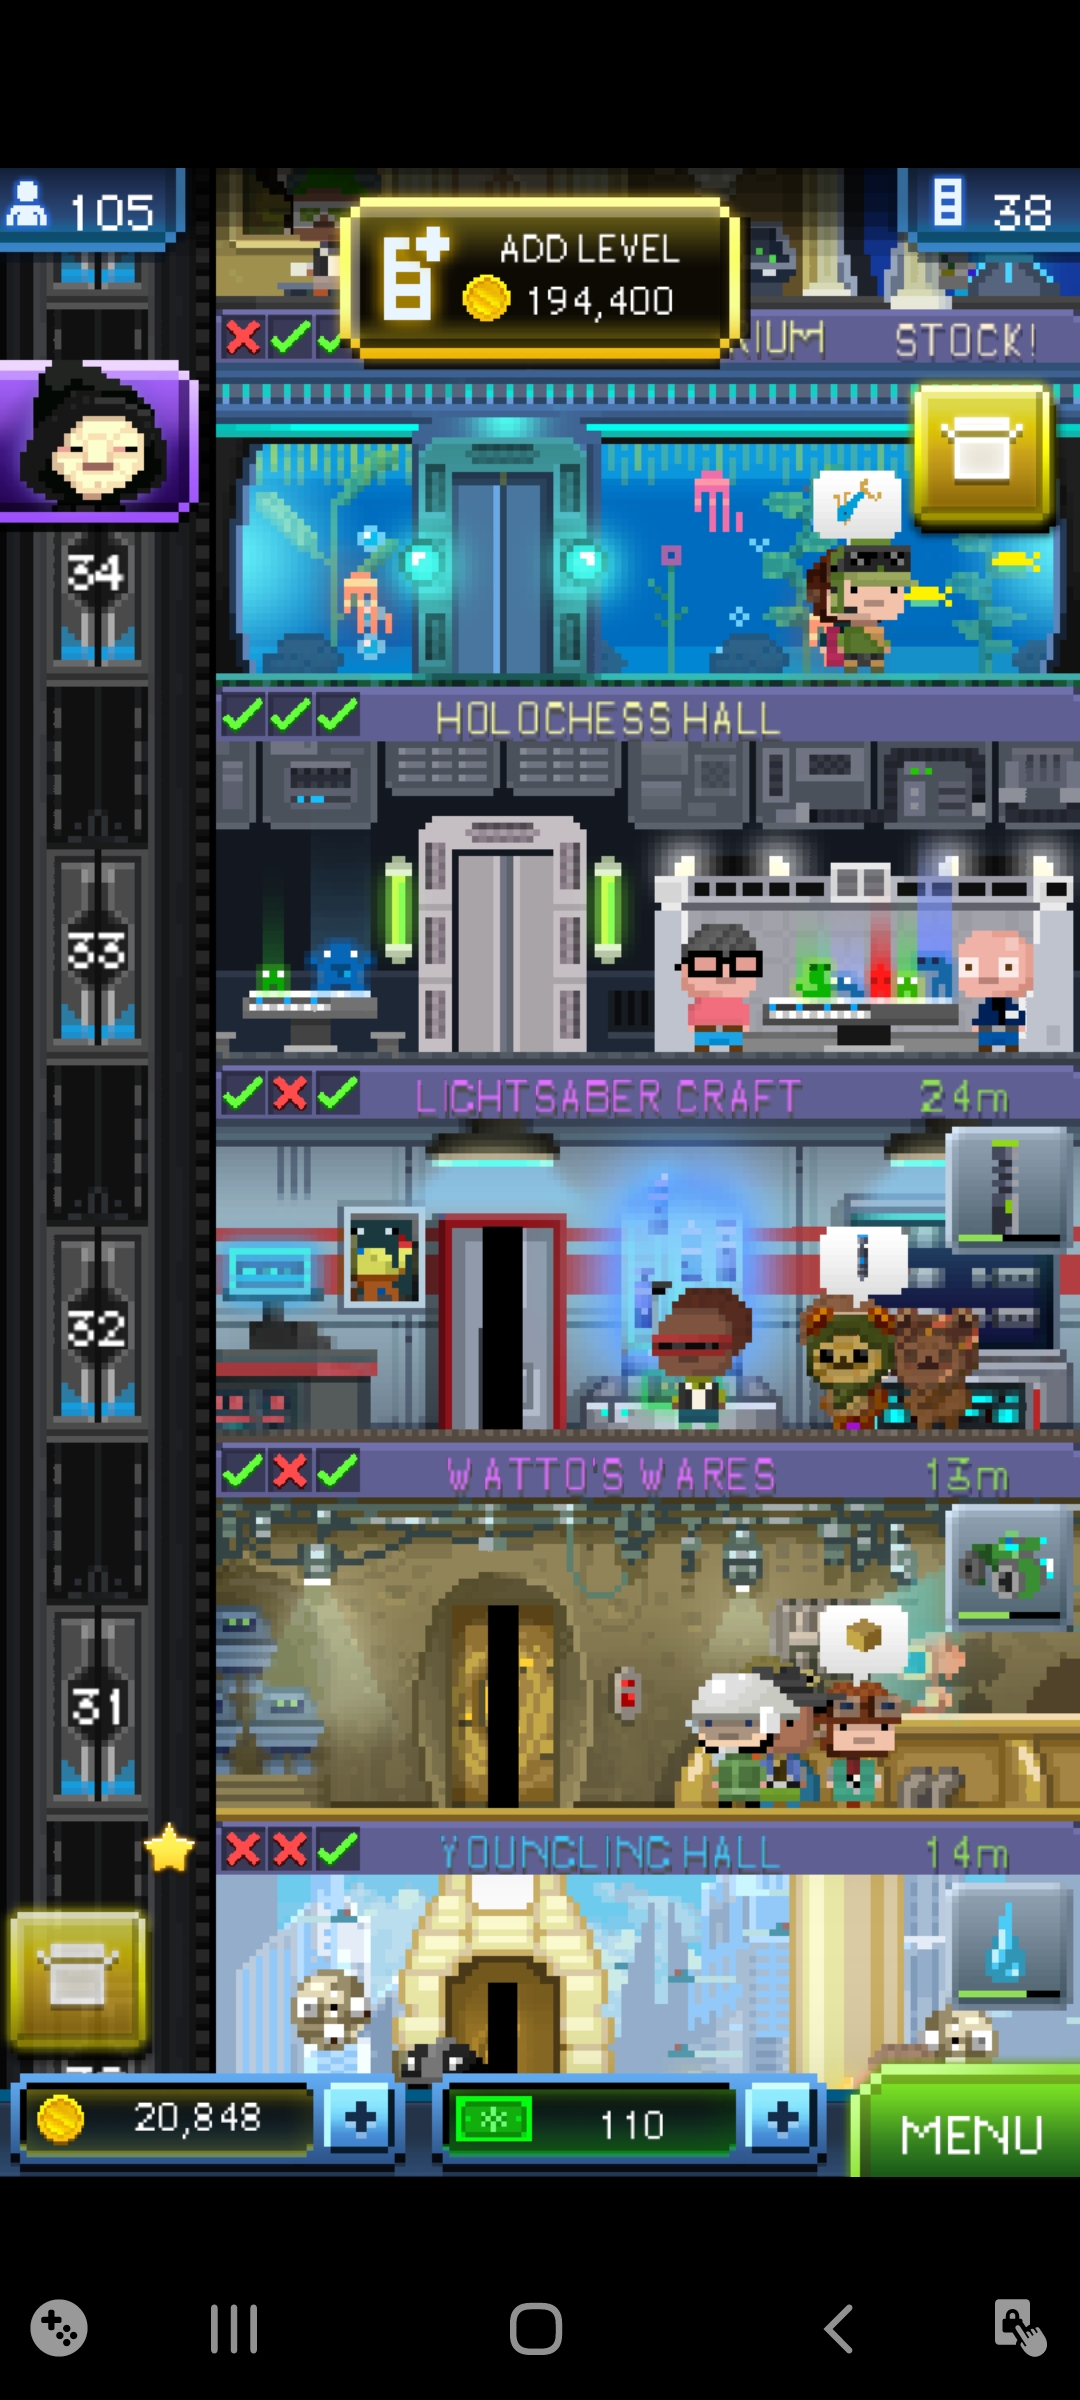 105
38
ADD LEVEL
194,400
RIUM
STOCK!
34
HOLOCHESS HALL
33
LIGHTSABER CRAFT
24m
32
WATTO'S WARES
13m
31
YOUNGLING HALL
14m
20,848
110
MENU